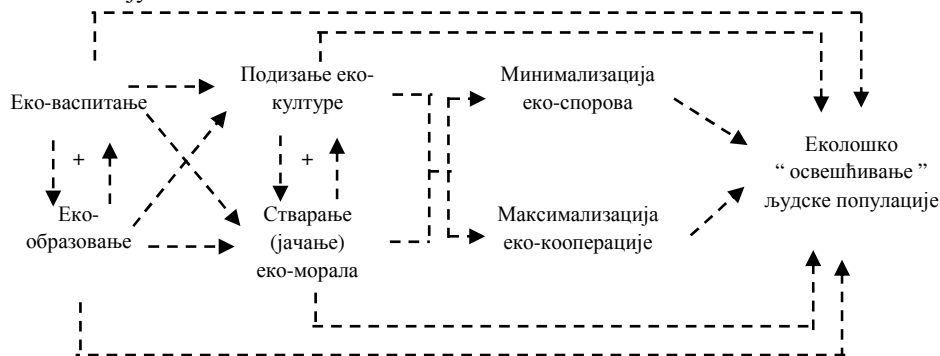 Еко-васпитање
+
Еко-
образовање
Подизање еко-
културе
+
Стварање
(јачање)
еко-морала
Минимализација
еко-спорова
Максимализација
еко-кооперације
Еколошко
“ освешћивање ”
људске популације